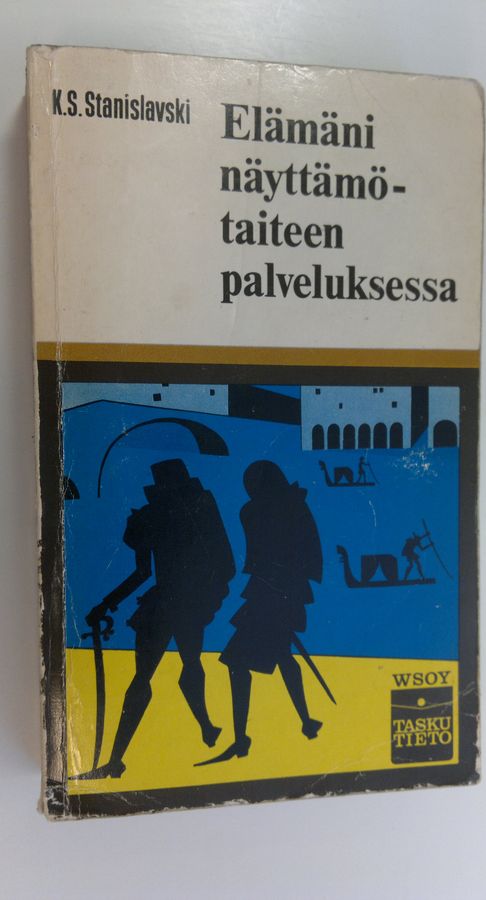 K.S. Stanislavski
Elämäni
näyttämö-
taiteen
palveluksessa
WSOY
TASKU
TIETO